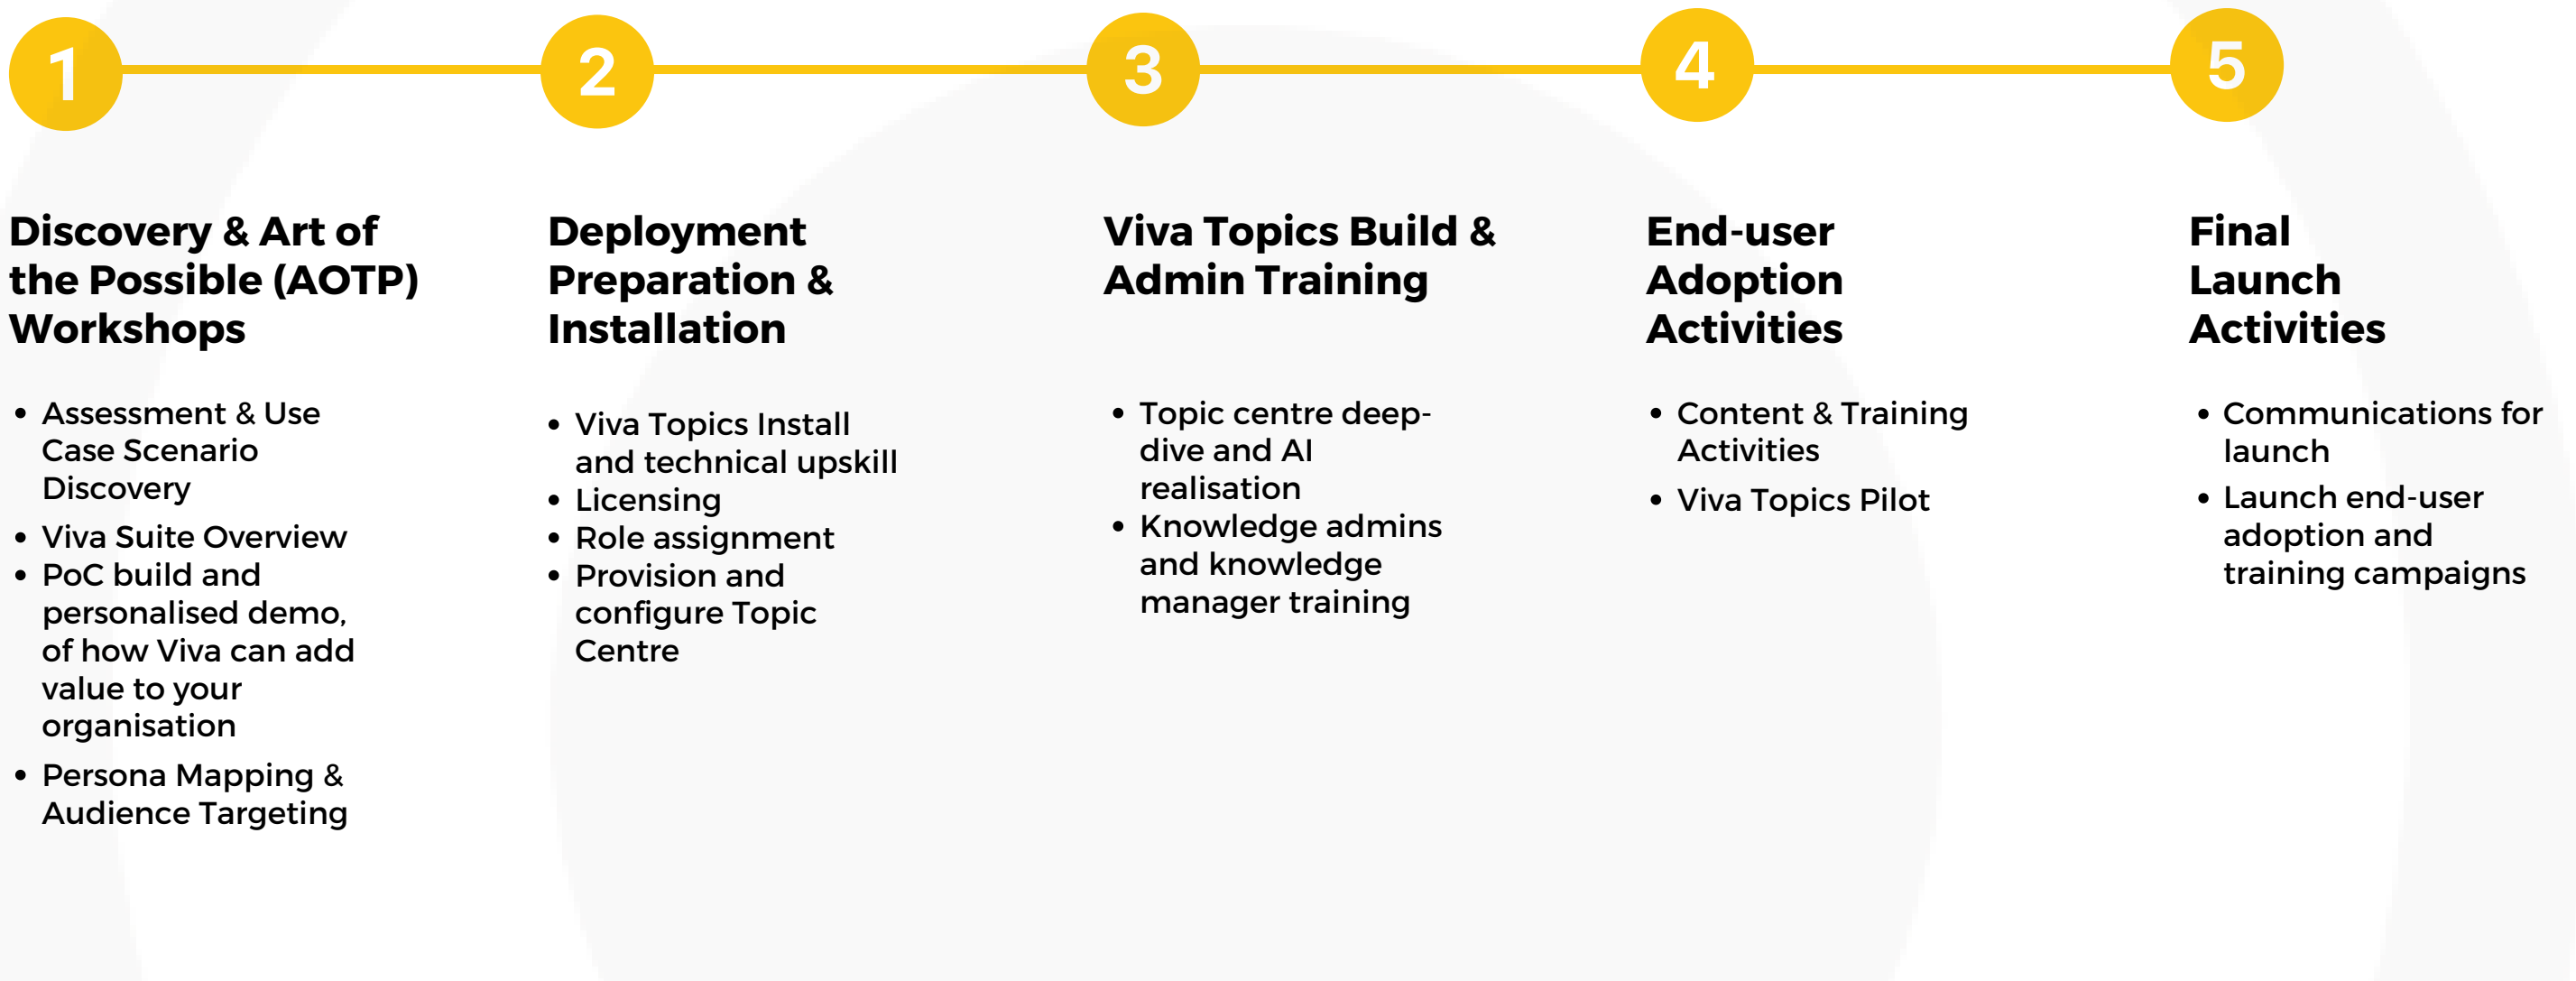 1
2
3
4
5
Discovery & Art of
the Possible (AOTP)
Workshops
• Assessment & Use
Case Scenario
Discovery
• Viva Suite Overview
• PoC build and
personalised demo,
of how Viva can add
value to your
organisation
• Persona Mapping &
Audience Targeting
Deployment
Preparation &
Installation
• Viva Topics Install
and technical upskill
• Licensing
• Role assignment
• Provision and
configure Topic
Centre
Viva Topics Build &
Admin Training
• Topic centre deep-
dive and AI
realisation
• Knowledge admins
and knowledge
manager training
End-user
Adoption
Activities
• Content & Training
Activities
• Viva Topics Pilot
Final
Launch
Activities
• Communications for
launch
• Launch end-user
adoption and
training campaigns